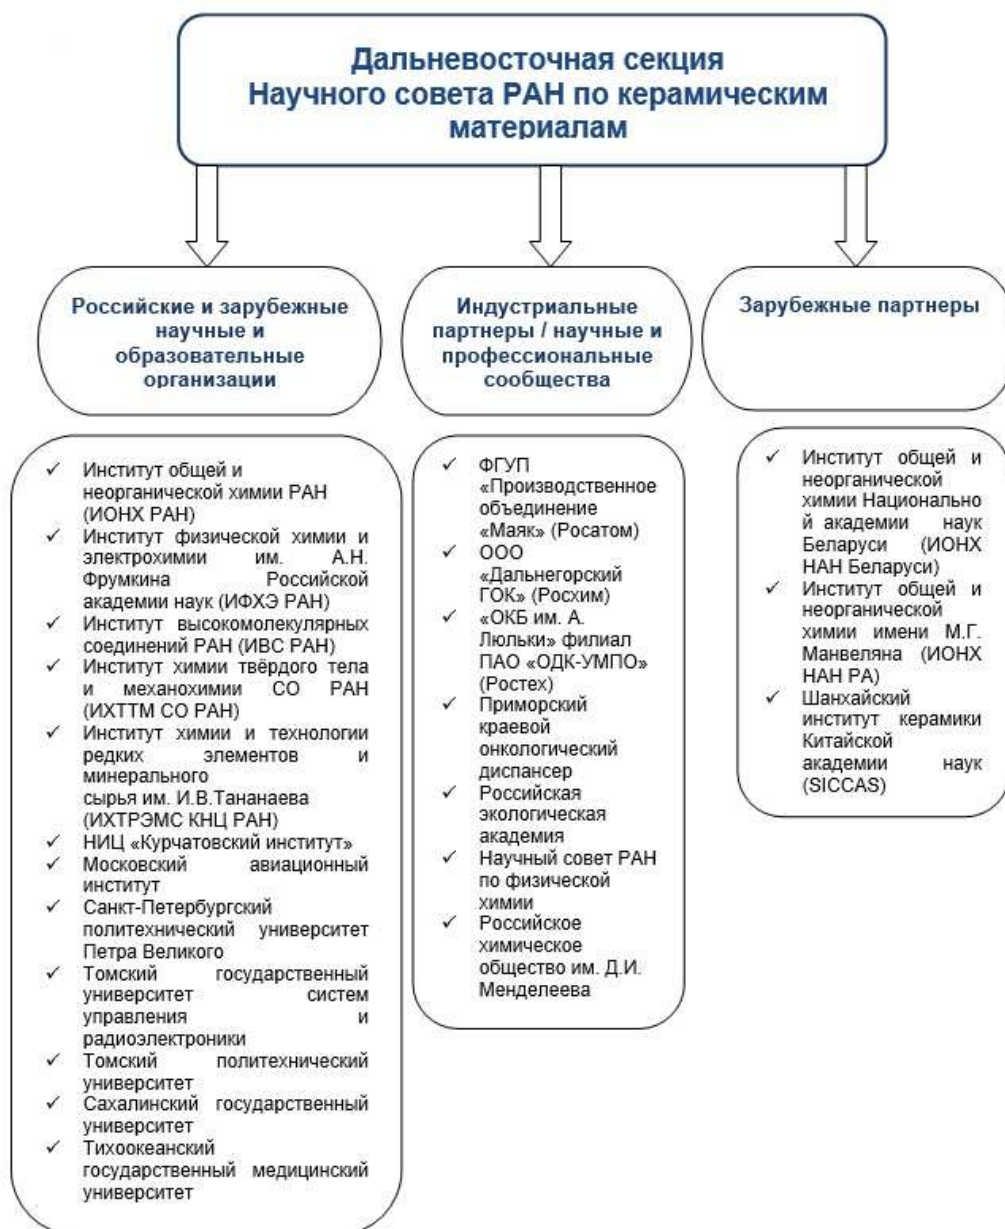 Дальневосточная секция
Научного совета РАН по керамическим
материалам
Российские и зарубежные
научные и
образовательные
организации
Индустриальные
партнеры / научные и
профессиональные
сообщества
Зарубежные партнеры
✓ Институт общей и
неорганической химии РАН
(ИОНХ РАН)
✓ Институт физической химии и
электрохимии им. А.Н.
Фрумкина Российской
академии наук (ИФХЭ РАН)
✓ Институт высокомолекулярных
соединений РАН (ИВС РАН)
✓ Институт химии твёрдого тела
и механохимии СО РАН
(ИХТТМ СО РАН)
✓ Институт химии и технологии
редких элементов и
минерального
сырья им. И.В.Тананаева
(ИХТРЭМС КНЦ РАН)
✓ НИЦ «Курчатовский институт»
✓ Московский авиационный
институт
✓ Санкт-Петербургский
политехнический университет
Петра Великого
✓ Томский государственный
университет систем
управления и
радиоэлектроники
✓ Томский политехнический
университет
✓ Сахалинский государственный
университет
✓ Тихоокеанский
государственный медицинский
университет
✓ ФГУП
«Производственное
объединение
«Маяк» (Росатом)
✓ ООО
«Дальнегорский
ГОК» (Росхим)
✓ «ОКБ им. А.
Люльки» филиал
ПАО «ОДК-УМПО»
(Ростех)
✓ Приморский
краевой
онкологический
диспансер
✓ Российская
экологическая
академия
✓ Научный совет РАН
по физической
химии
✓ Российское
химическое
общество им. Д.И.
Менделеева
✓ Институт общей и
неорганической
химии Национально
й академии наук
Беларуси (ИОНХ
НАН Беларуси)
✓ Институт общей и
неорганической
химии имени М.Г.
Манвеляна (ИОНХ
НАН РА)
✓ Шанхайский
институт керамики
Китайской
академии наук
(SICCAS)